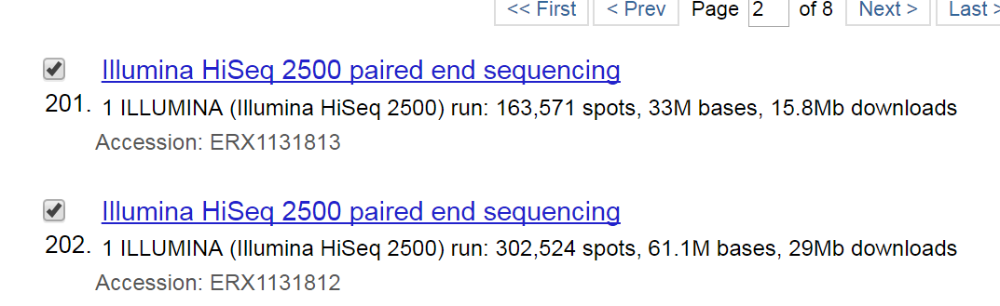 << First < Prev Page 2 of 8 Next > Last >
Illumina HiSeq 2500 paired end sequencing
201. 1 ILLUMINA (Illumina HiSeq 2500) run: 163,571 spots, 33M bases, 15.8Mb downloads
Accession: ERX1131813
Illumina HiSeq 2500 paired end sequencing
202. 1 ILLUMINA (Illumina HiSeq 2500) run: 302,524 spots, 61.1M bases, 29Mb downloads
Accession: ERX1131812